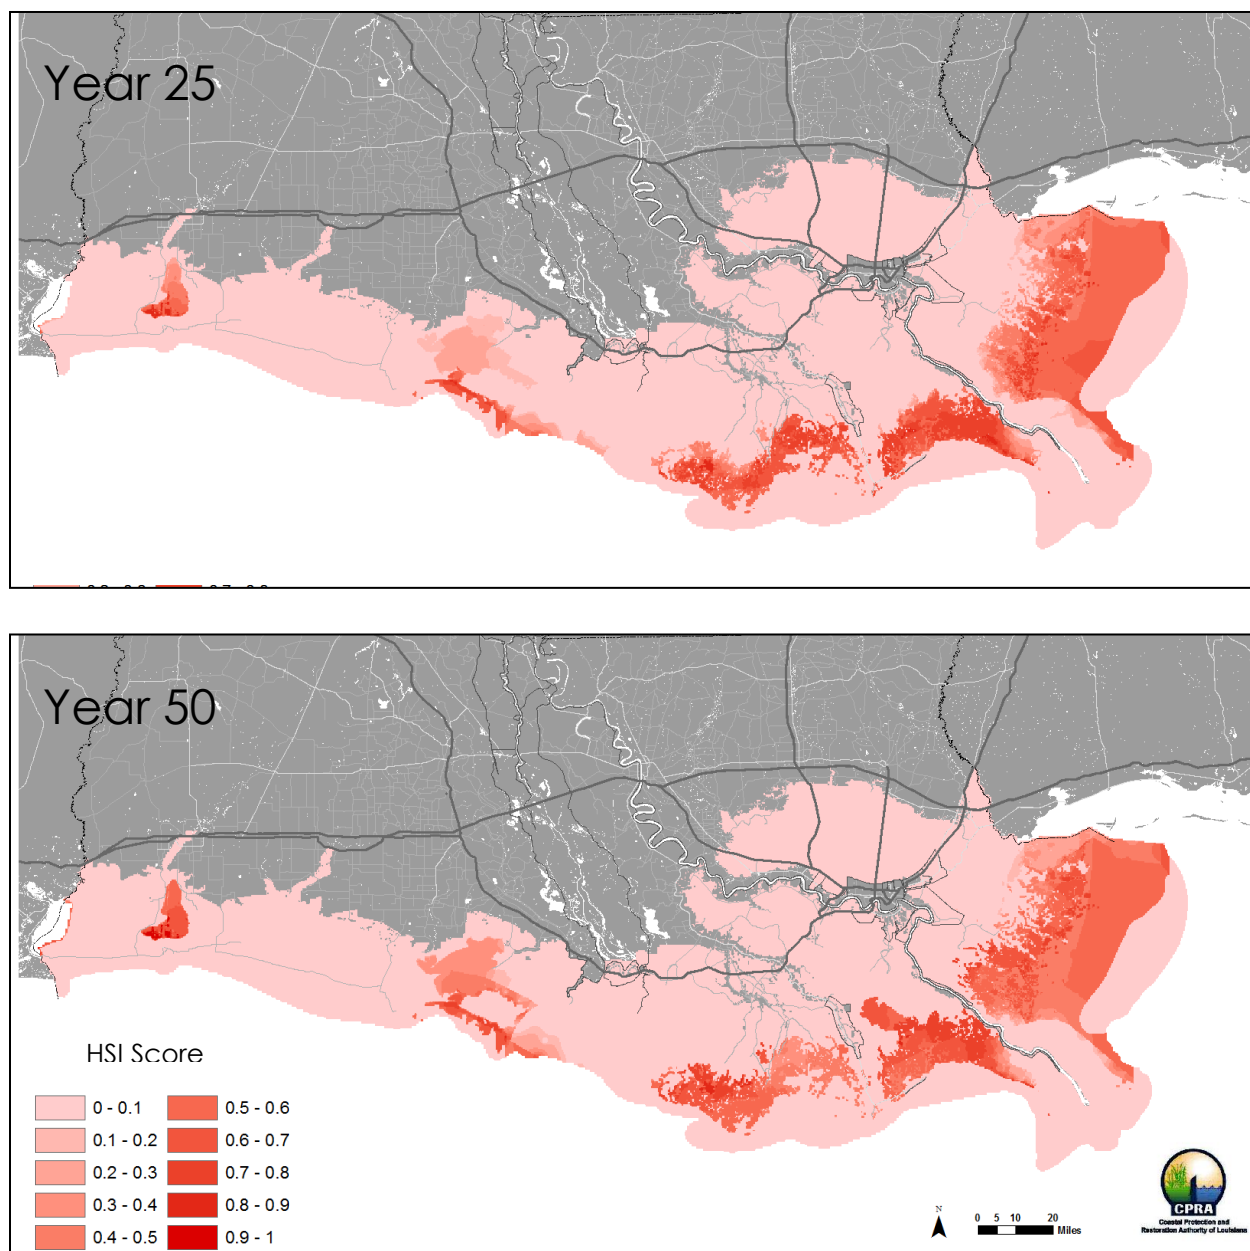 Year 25
Year 50
HSI Score
0 - 0.1
0.5 - 0.6
0.1 - 0.2
0.6 - 0.7
0.2 - 0.3
0.7 - 0.8
0.3 - 0.4
0.8 - 0.9
0.4 - 0.5
0.9 - 1
N
0 5 10 20
Miles
CPRA
Coastal Protection and
Restoration Authority of Louisiana